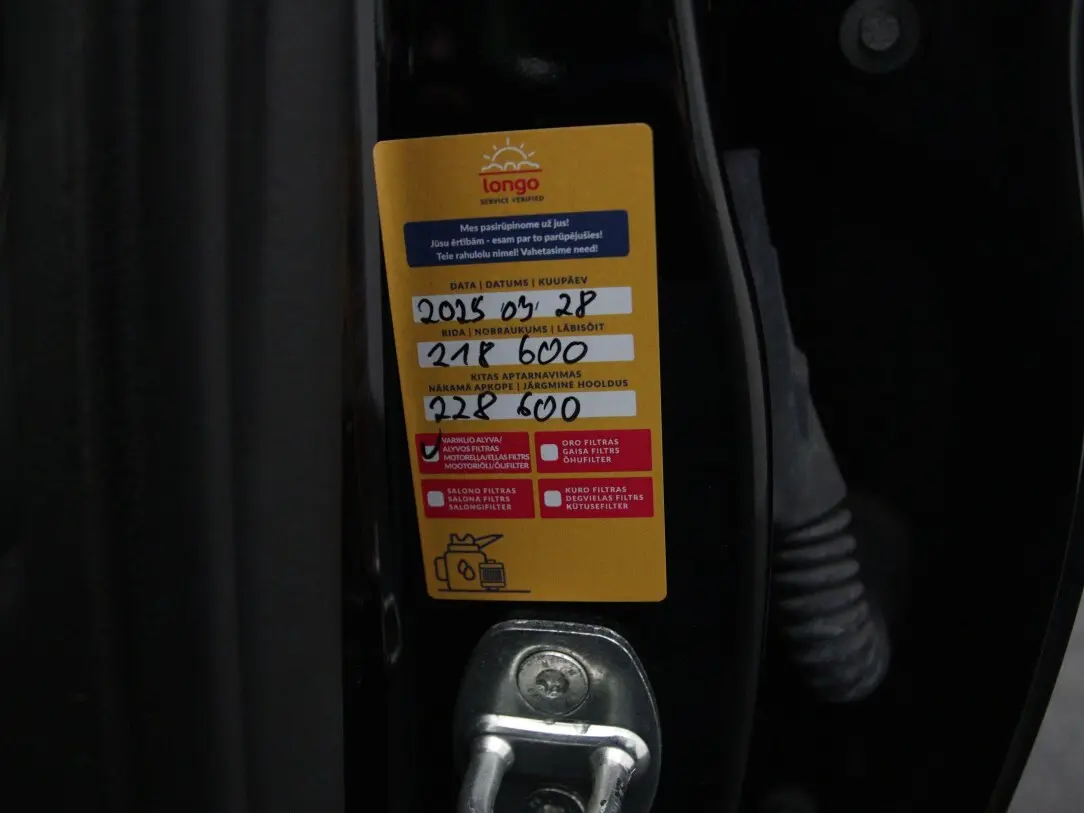 longo
SERVICE VERIFIED
Mes pasirūpinome už jus!
Jūsu ērtībām - esam par to parūpējušies!
Teie rahulolu nimel! Vahetasime need!
DATA | DATUMS | KUUPÄEV
2025 03 28
RIDA | NOBRAUKUMS | LÄBISÕIT
218 600
KITAS APTARNAVIMAS
NĀKAMĀ APKOPE | JÄRGMINE HOOLDUS
228 600
VARIKLIO ALYVA/
ALYVOS FILTRAS
MOTOREĻĻA/EĻĻAS FILTRS
MOOTORIÕLI/ÕLIFILTER
ORO FILTRAS
GAISA FILTRS
ÕHUFILTER
SALONO FILTRAS
SALONA FILTRS
SALONGIFILTER
KURO FILTRAS
DEGVIELAS FILTRS
KÜTUSEFILTER